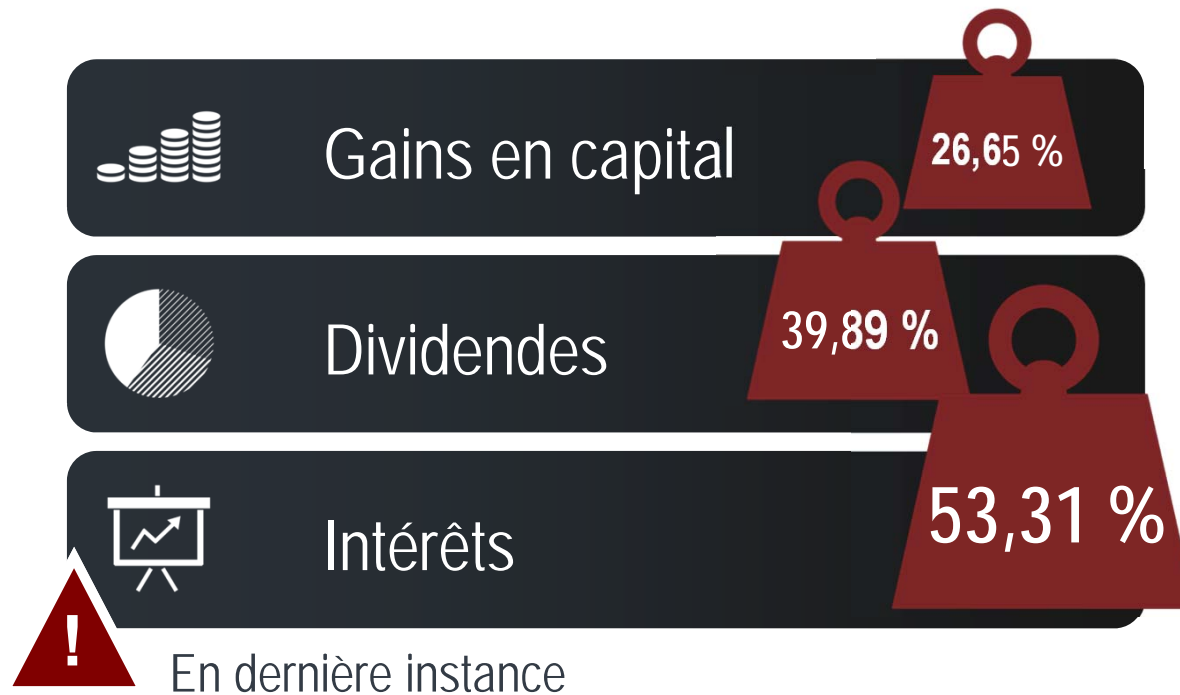 Gains en capital
26,65 %
Dividendes
39,89 %
Intérêts
53,31 %
!
En dernière instance